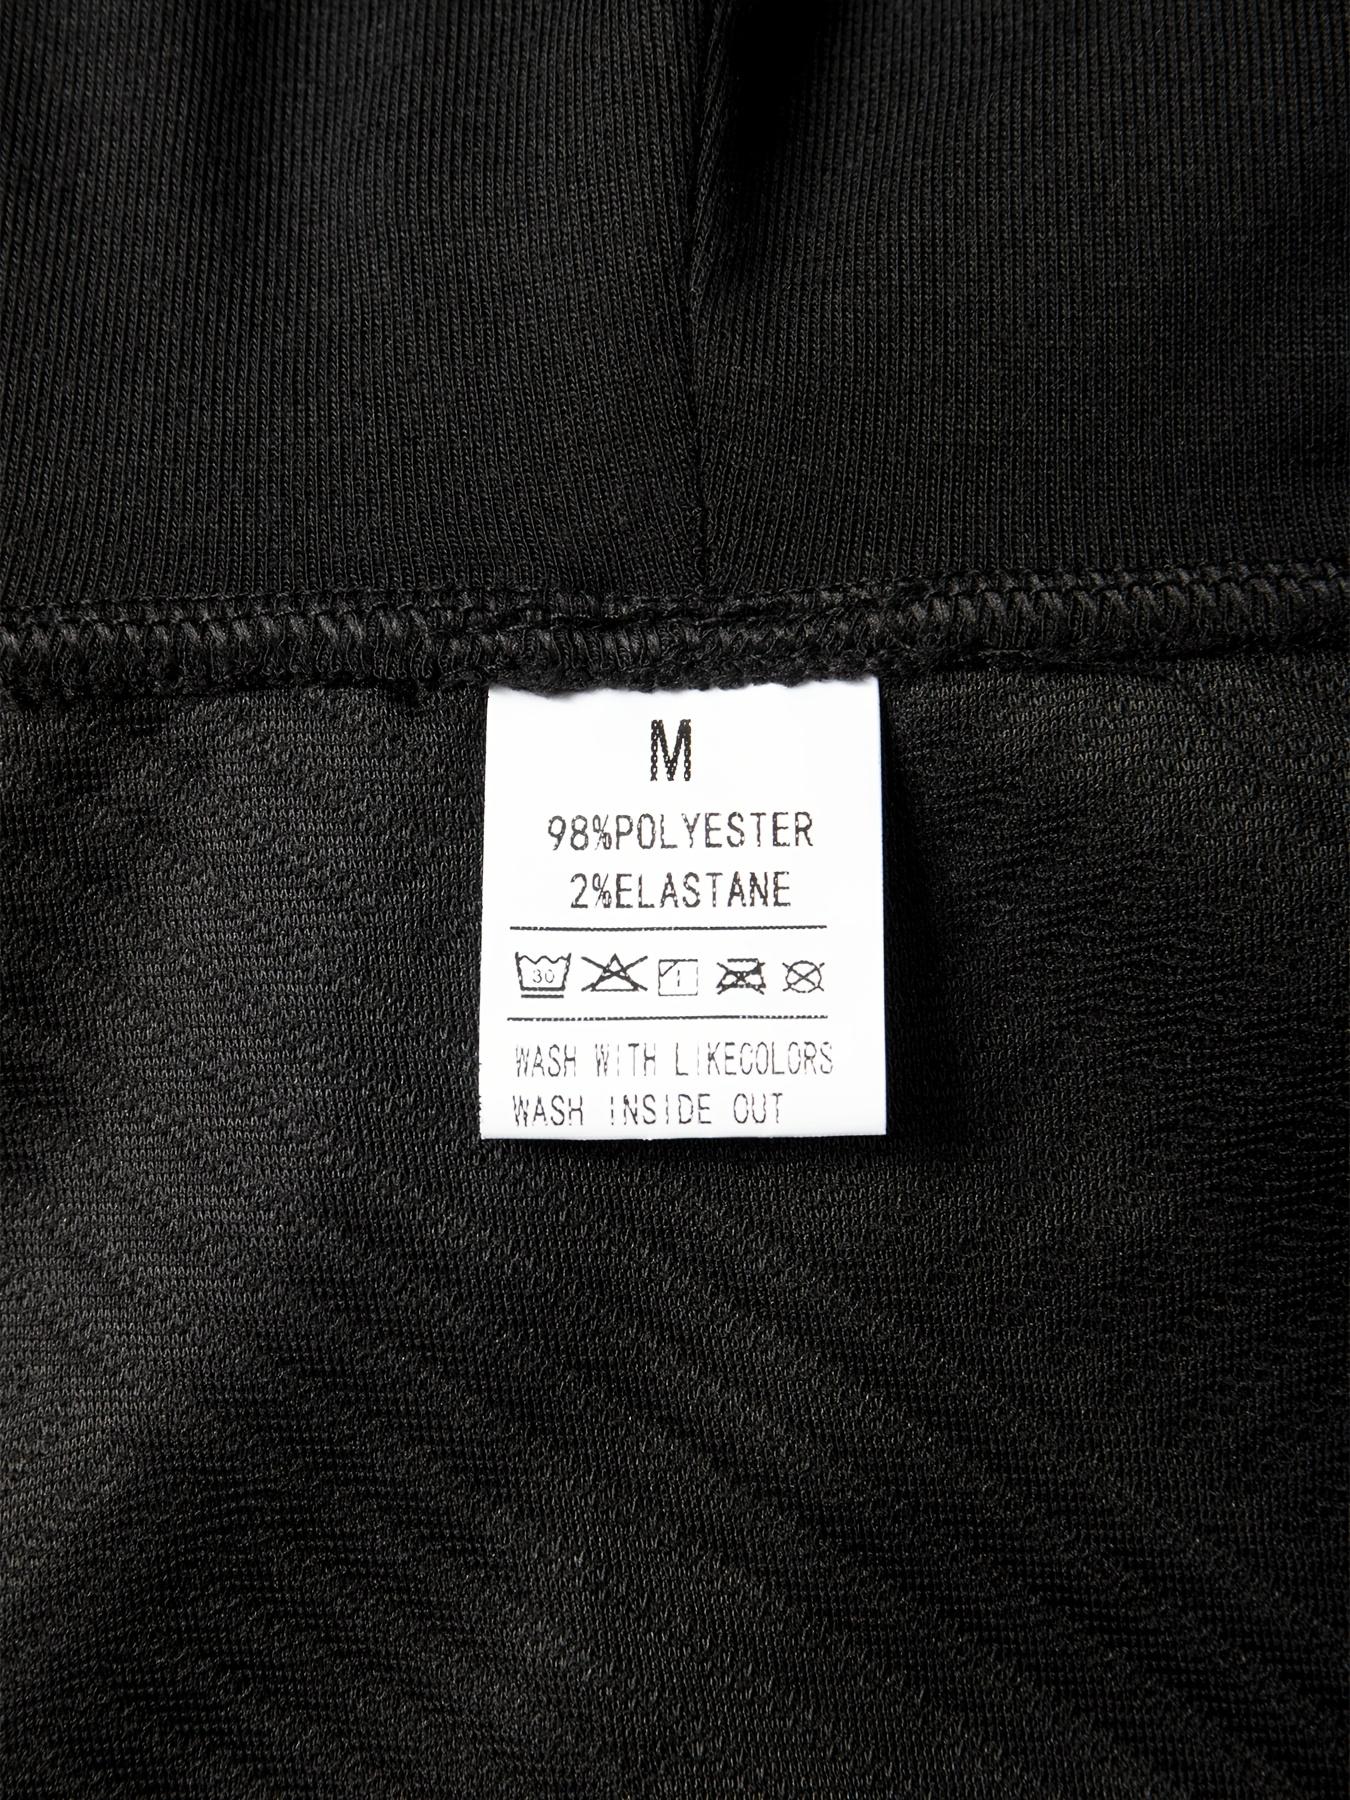 M
98%POLYESTER
2%ELASTANE
30
WASH WITH LIKECOLORS
WASH INSIDE OUT